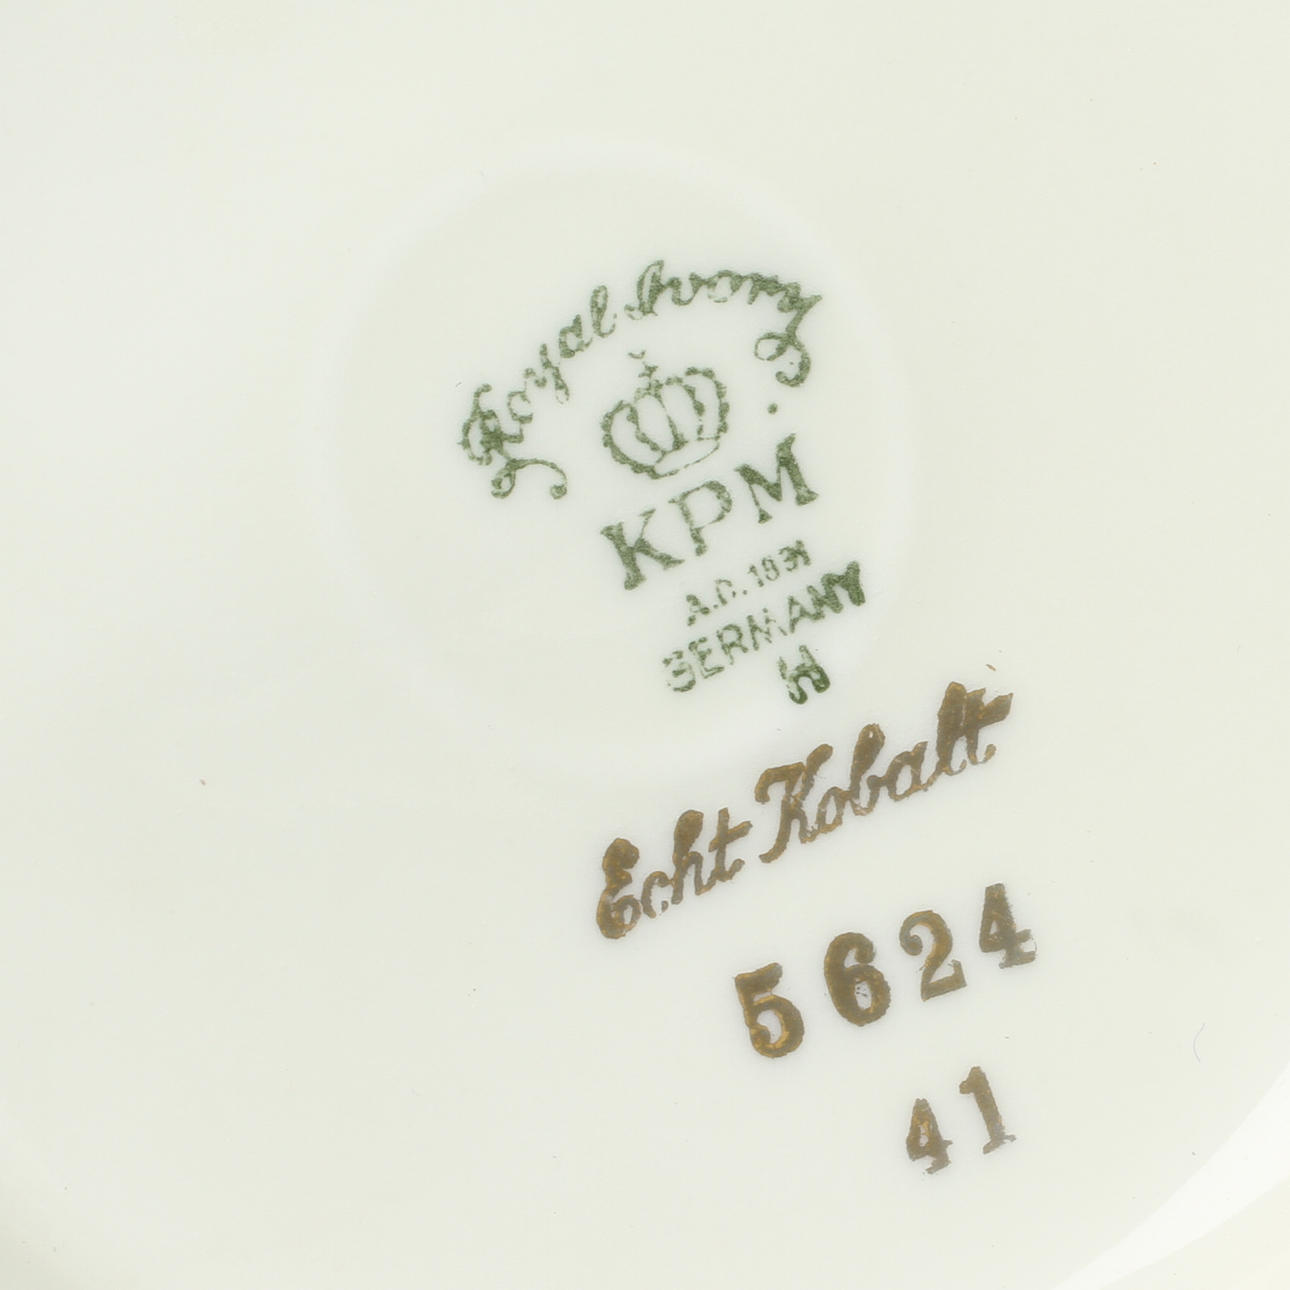 Royal Ivory
KPM
A.D. 1831
GERMANY
W
Echt Kobalt
5624
41